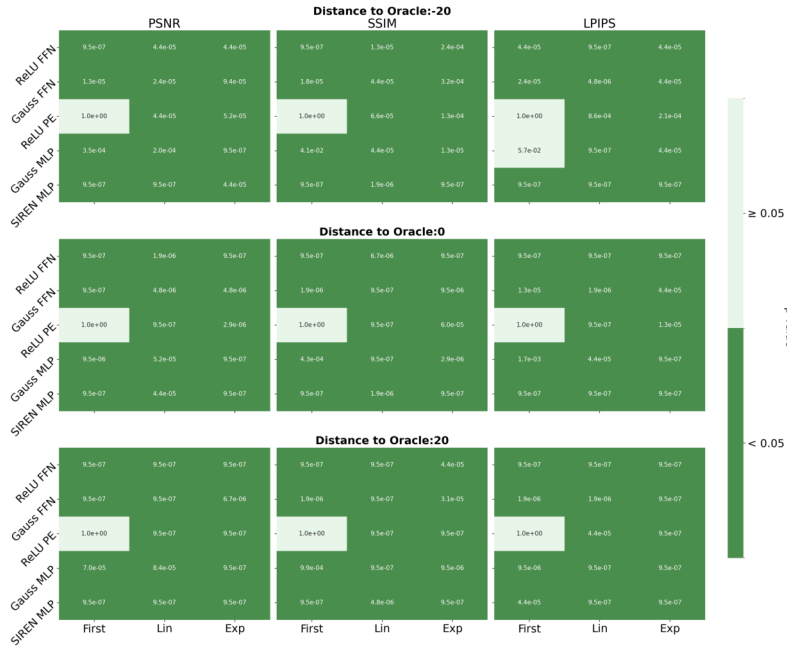 Distance to Oracle:-20
PSNR SSIM LPIPS
ReLU FFN 9.5e-07 4.4e-05 4.4e-05 9.5e-07 1.3e-05 2.4e-04 4.4e-05 9.5e-07 4.4e-05
Gauss FFN 1.3e-05 2.4e-05 9.4e-05 1.8e-05 4.4e-05 3.2e-04 2.4e-05 4.8e-06 4.4e-05
ReLU PE 1.0e+00 4.4e-05 5.2e-05 1.0e+00 6.6e-05 1.3e-04 1.0e+00 8.6e-04 2.1e-04
Gauss MLP 3.5e-04 2.0e-04 9.5e-07 4.1e-02 4.4e-05 1.3e-05 5.7e-02 9.5e-07 4.4e-05
SIREN MLP 9.5e-07 9.5e-07 4.4e-05 9.5e-07 1.9e-06 9.5e-07 9.5e-07 9.5e-07 9.5e-07
Distance to Oracle:0
ReLU FFN 9.5e-07 1.9e-06 9.5e-07 9.5e-07 6.7e-06 9.5e-07 9.5e-07 9.5e-07 9.5e-07
Gauss FFN 9.5e-07 4.8e-06 4.8e-06 1.9e-06 9.5e-07 9.5e-06 1.3e-05 1.9e-06 4.4e-05
ReLU PE 1.0e+00 9.5e-07 2.9e-06 1.0e+00 9.5e-07 6.0e-05 1.0e+00 9.5e-07 1.3e-05
Gauss MLP 9.5e-06 5.2e-05 9.5e-07 4.3e-04 9.5e-07 2.9e-06 1.7e-03 4.4e-05 9.5e-07
SIREN MLP 9.5e-07 4.4e-05 9.5e-07 9.5e-07 1.9e-06 9.5e-07 9.5e-07 9.5e-07 9.5e-07
Distance to Oracle:20
ReLU FFN 9.5e-07 9.5e-07 9.5e-07 9.5e-07 9.5e-07 4.4e-05 9.5e-07 9.5e-07 9.5e-07
Gauss FFN 9.5e-07 9.5e-07 6.7e-06 1.9e-06 9.5e-07 3.1e-05 1.9e-06 1.9e-06 9.5e-07
ReLU PE 1.0e+00 9.5e-07 9.5e-07 1.0e+00 9.5e-07 9.5e-07 1.0e+00 4.4e-05 9.5e-07
Gauss MLP 7.0e-05 8.4e-05 9.5e-07 9.9e-04 9.5e-07 9.5e-06 9.5e-06 9.5e-07 9.5e-07
SIREN MLP 9.5e-07 9.5e-07 9.5e-07 9.5e-07 4.8e-06 9.5e-07 4.4e-05 9.5e-07 9.5e-07
First Lin Exp First Lin Exp First Lin Exp
≥ 0.05
< 0.05